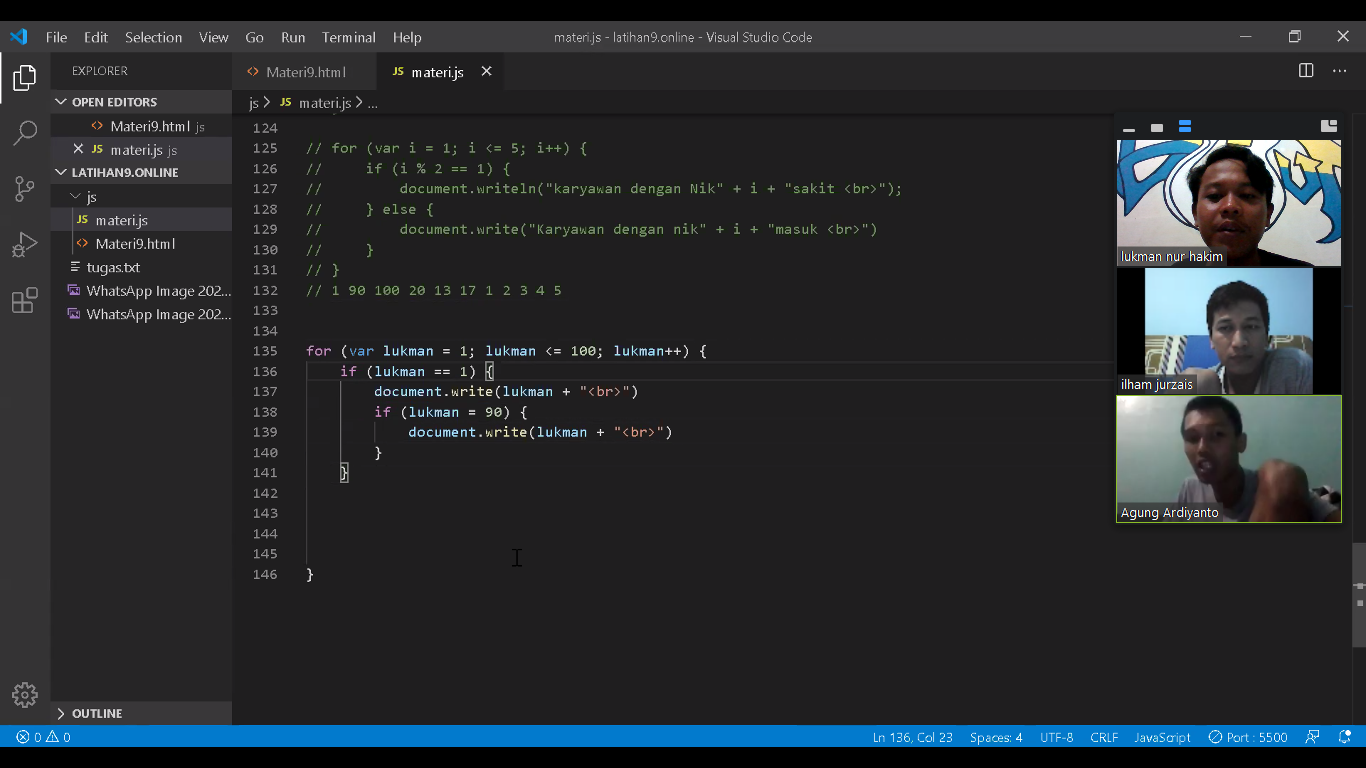 File Edit Selection View Go Run Terminal Help
materi.js - latihan9.online - Visual Studio Code
EXPLORER
OPEN EDITORS
Materi9.html js
materi.js js
LATIHAN9.ONLINE
js
JS materi.js
Materi9.html
tugas.txt
WhatsApp Image 202...
WhatsApp Image 202...
OUTLINE
Materi9.html
JS materi.js
js > JS materi.js > ...
124
125 // for (var i = 1; i <= 5; i++) {
126 //     if (i % 2 == 1) {
127 //         document.writeln("karyawan dengan Nik" + i + "sakit <br>");
128 //     } else {
129 //         document.write("Karyawan dengan nik" + i + "masuk <br>")
130 //     }
131 // }
132 // 1 90 100 20 13 17 1 2 3 4 5
133
134
135 for (var lukman = 1; lukman <= 100; lukman++) {
136     if (lukman == 1) {
137         document.write(lukman + "<br>")
138         if (lukman = 90) {
139             document.write(lukman + "<br>")
140         }
141     }
142
143
144
145
146 }
lukman nur hakim
ilham jurzais
Agung Ardiyanto
0 0
Ln 136, Col 23 Spaces: 4 UTF-8 CRLF JavaScript Port : 5500